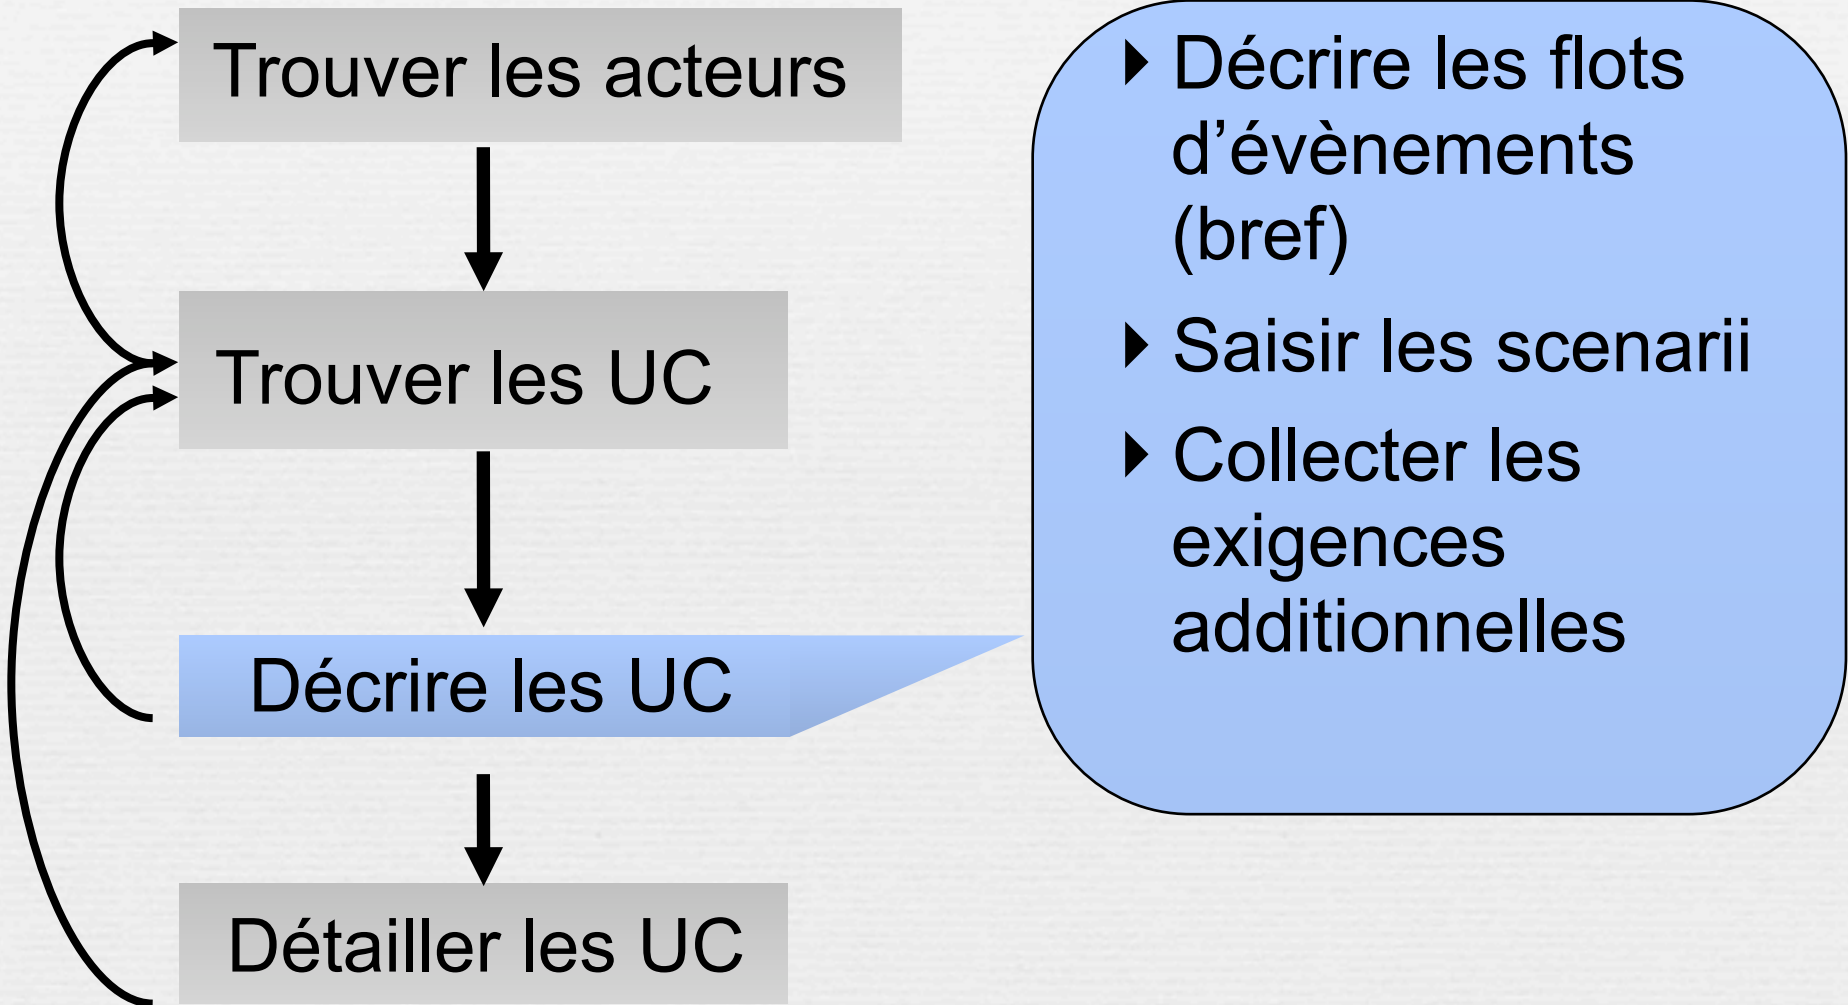 Trouver les acteurs
Trouver les UC
Décrire les UC
Détailler les UC
Décrire les flots
d’évènements
(bref)
Saisir les scenarii
Collecter les
exigences
additionnelles